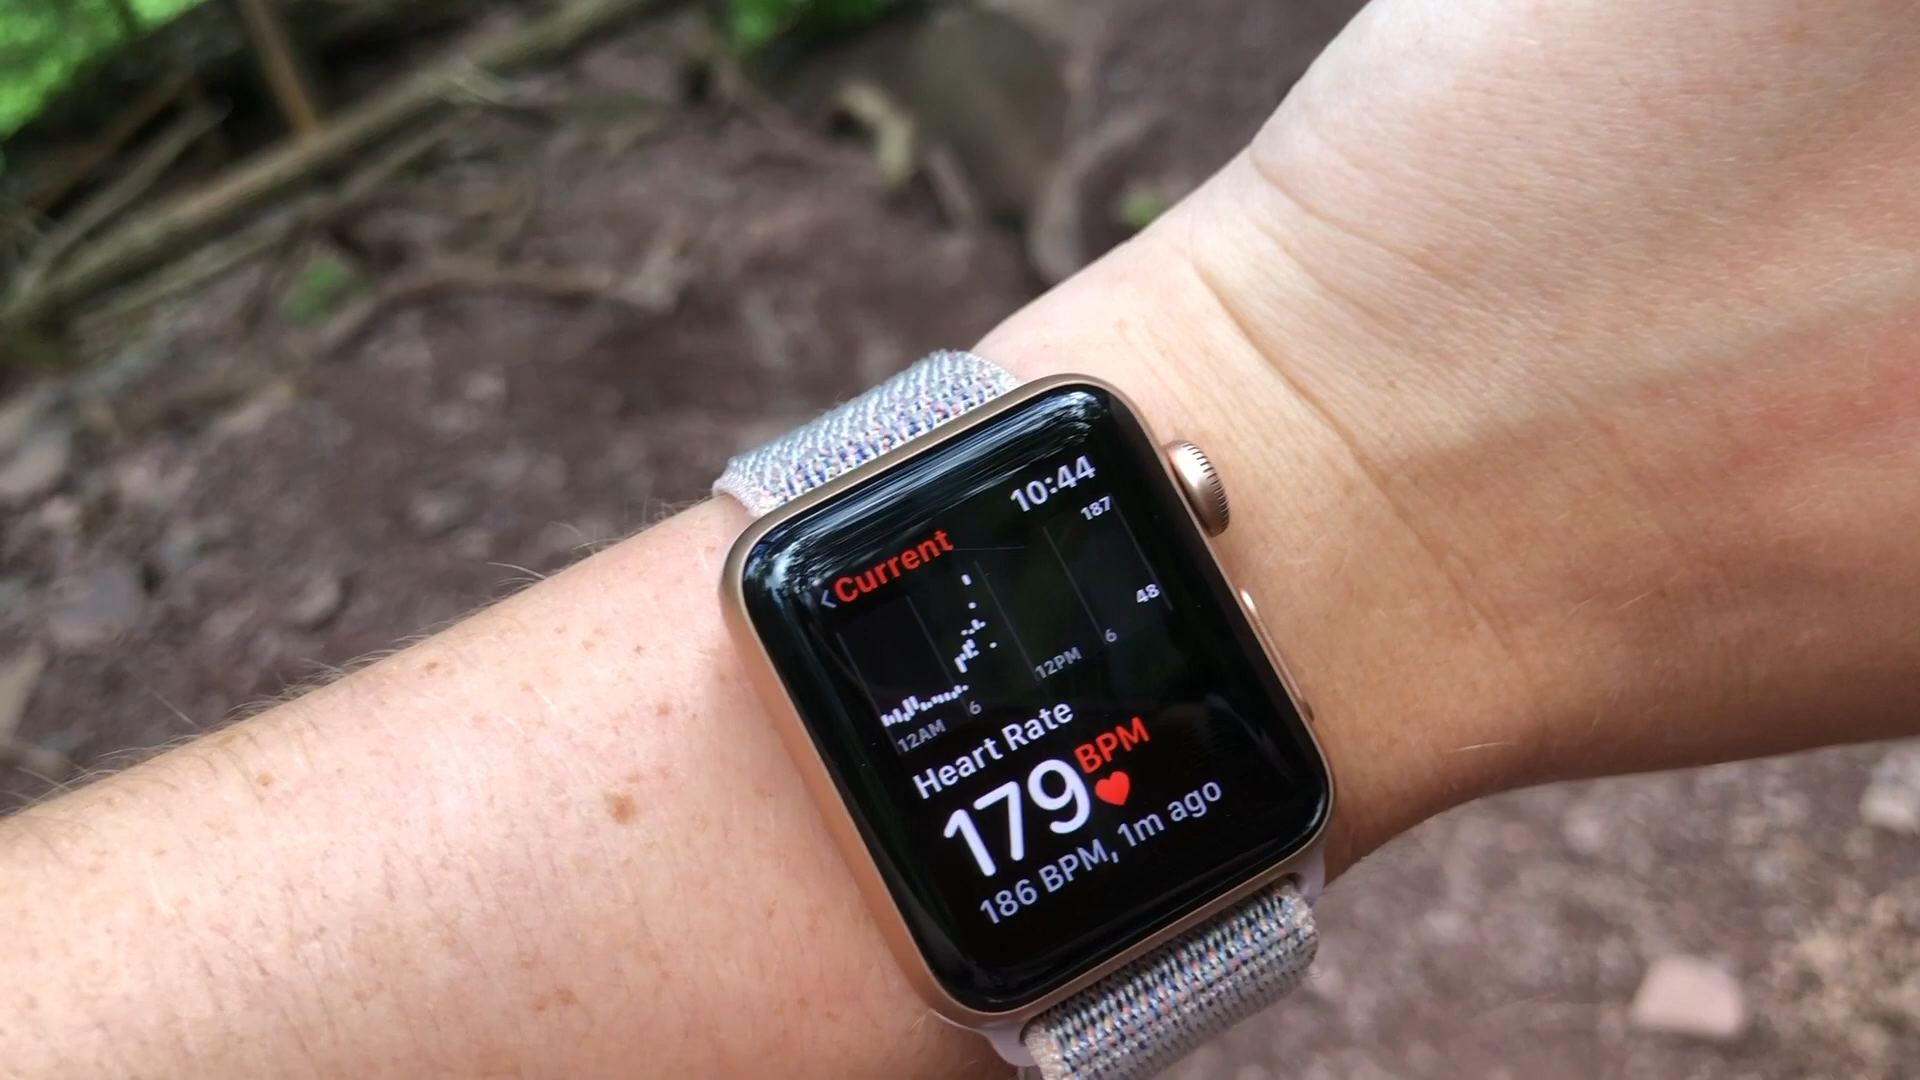 10:44
<Current
187
48
12AM 6 12PM 6
Heart Rate
179 BPM
186 BPM, 1m ago